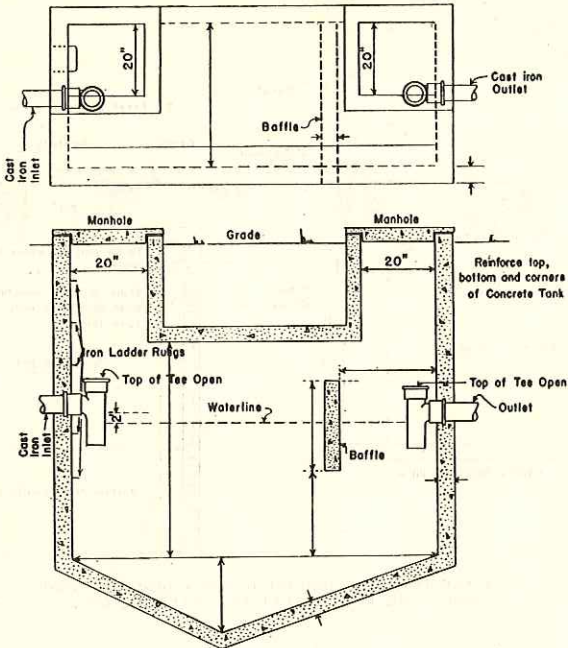 20"
20"
Cast iron
Outlet
Baffle
Cast
Iron
Inlet
Manhole
Grade
Manhole
20"
20"
Reinforce top,
bottom and corners
of Concrete Tank
Iron Ladder Rungs
Top of Tee Open
Top of Tee Open
Waterline
2"
Outlet
Cast
Iron
Inlet
Baffle